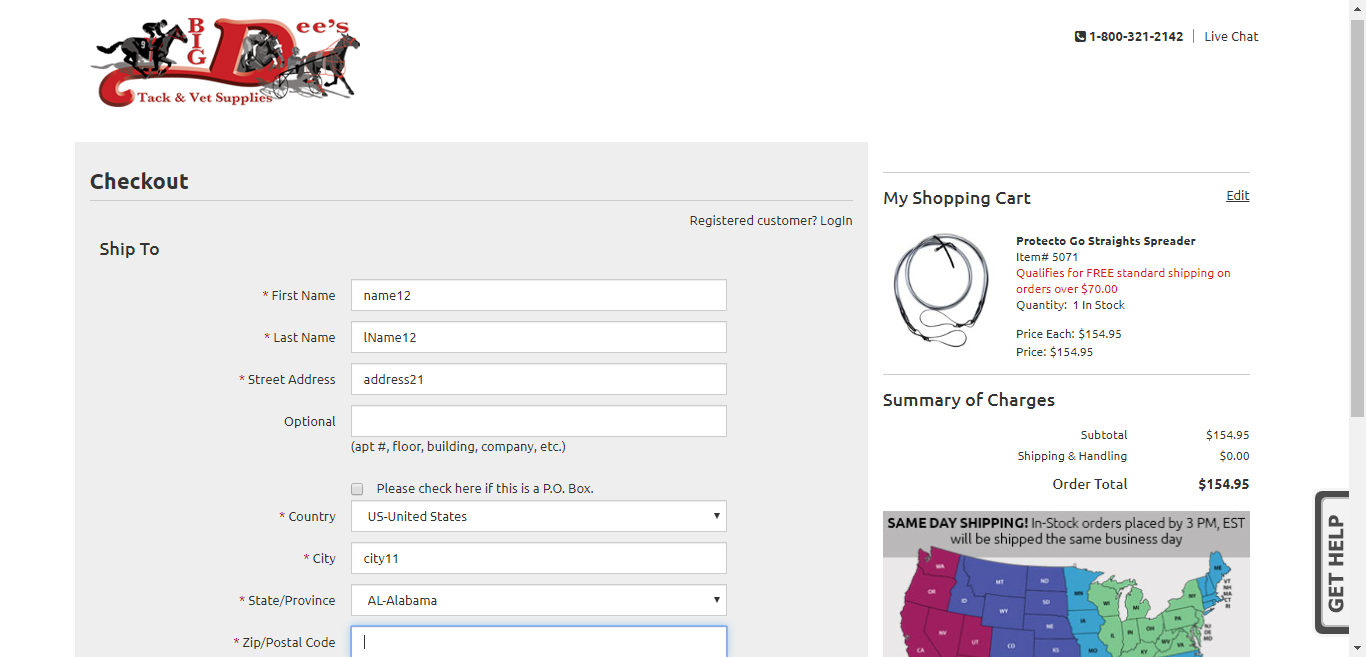 BIG Dee's
Tack & Vet Supplies
9
1-800-321-2142 | Live Chat
Checkout
Registered customer? LogIn
Ship To
* First Name name12
* Last Name lName12
* Street Address address21
Optional
(apt #, floor, building, company, etc.)
Please check here if this is a P.O. Box.
* Country US-United States
* City city11
* State/Province AL-Alabama
* Zip/Postal Code
My Shopping Cart Edit
Protecto Go Straights Spreader
Item# 5071
Qualifies for FREE standard shipping on
orders over $70.00
Quantity: 1 In Stock
Price Each: $154.95
Price: $154.95
Summary of Charges
Subtotal $154.95
Shipping & Handling $0.00
Order Total $154.95
SAME DAY SHIPPING! In-Stock orders placed by 3 PM, EST
will be shipped the same business day
WA
MT
ND
MN
ME
VT
NH
MA
CT
RI
OR
ID
SD
WI
MI
NY
WY
IA
PA
NJ
DE
MD
NV
UT
NE
IL
IN
OH
CA
CO
KS
MO
KY
WV
VA
GET HELP